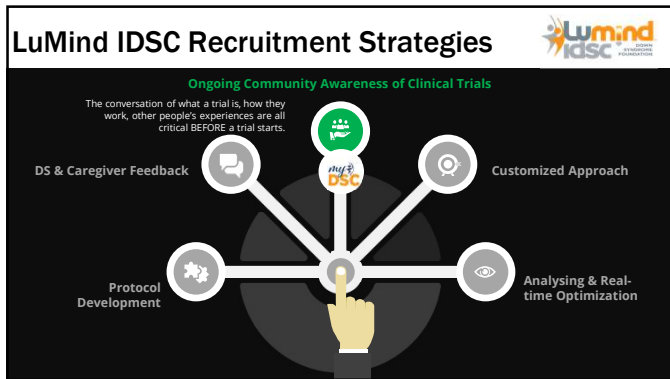 LuMind IDSC Recruitment Strategies
Lumind
idsc
DOWN
SYNDROME
FOUNDATION
Ongoing Community Awareness of Clinical Trials
The conversation of what a trial is, how they
work, other people's experiences are all
critical BEFORE a trial starts.
DS & Caregiver Feedback
my
DSC
Customized Approach
Protocol
Development
Analysing & Real-
time Optimization